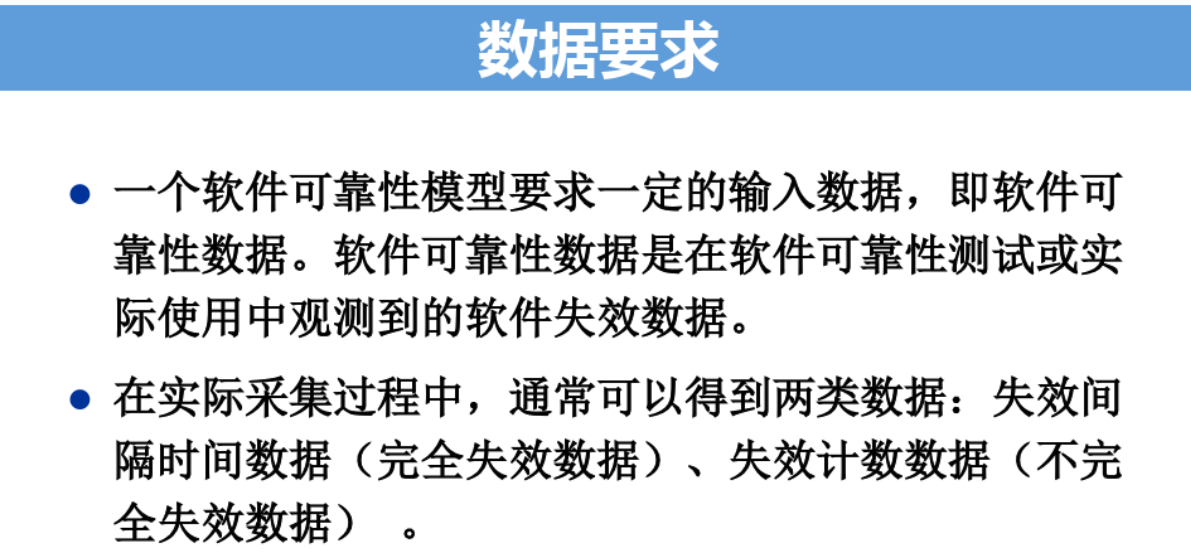 数据要求
● 一个软件可靠性模型要求一定的输入数据，即软件可
靠性数据。软件可靠性数据是在软件可靠性测试或实
际使用中观测到的软件失效数据。
● 在实际采集过程中，通常可以得到两类数据：失效间
隔时间数据（完全失效数据）、失效计数数据（不完
全失效数据） 。